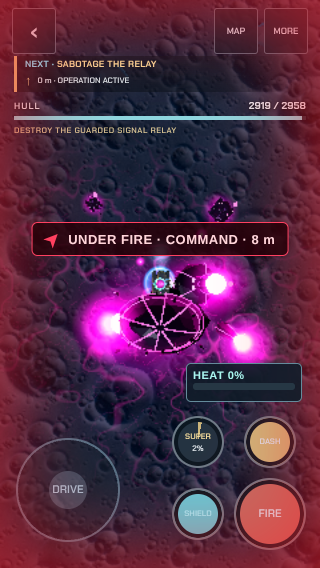 ‹
MAP
MORE
NEXT · SABOTAGE THE RELAY
↑ 0 m · OPERATION ACTIVE
HULL
2919 / 2958
DESTROY THE GUARDED SIGNAL RELAY
UNDER FIRE · COMMAND · 8 m
HEAT 0%
SUPER
2%
DASH
DRIVE
SHIELD
FIRE